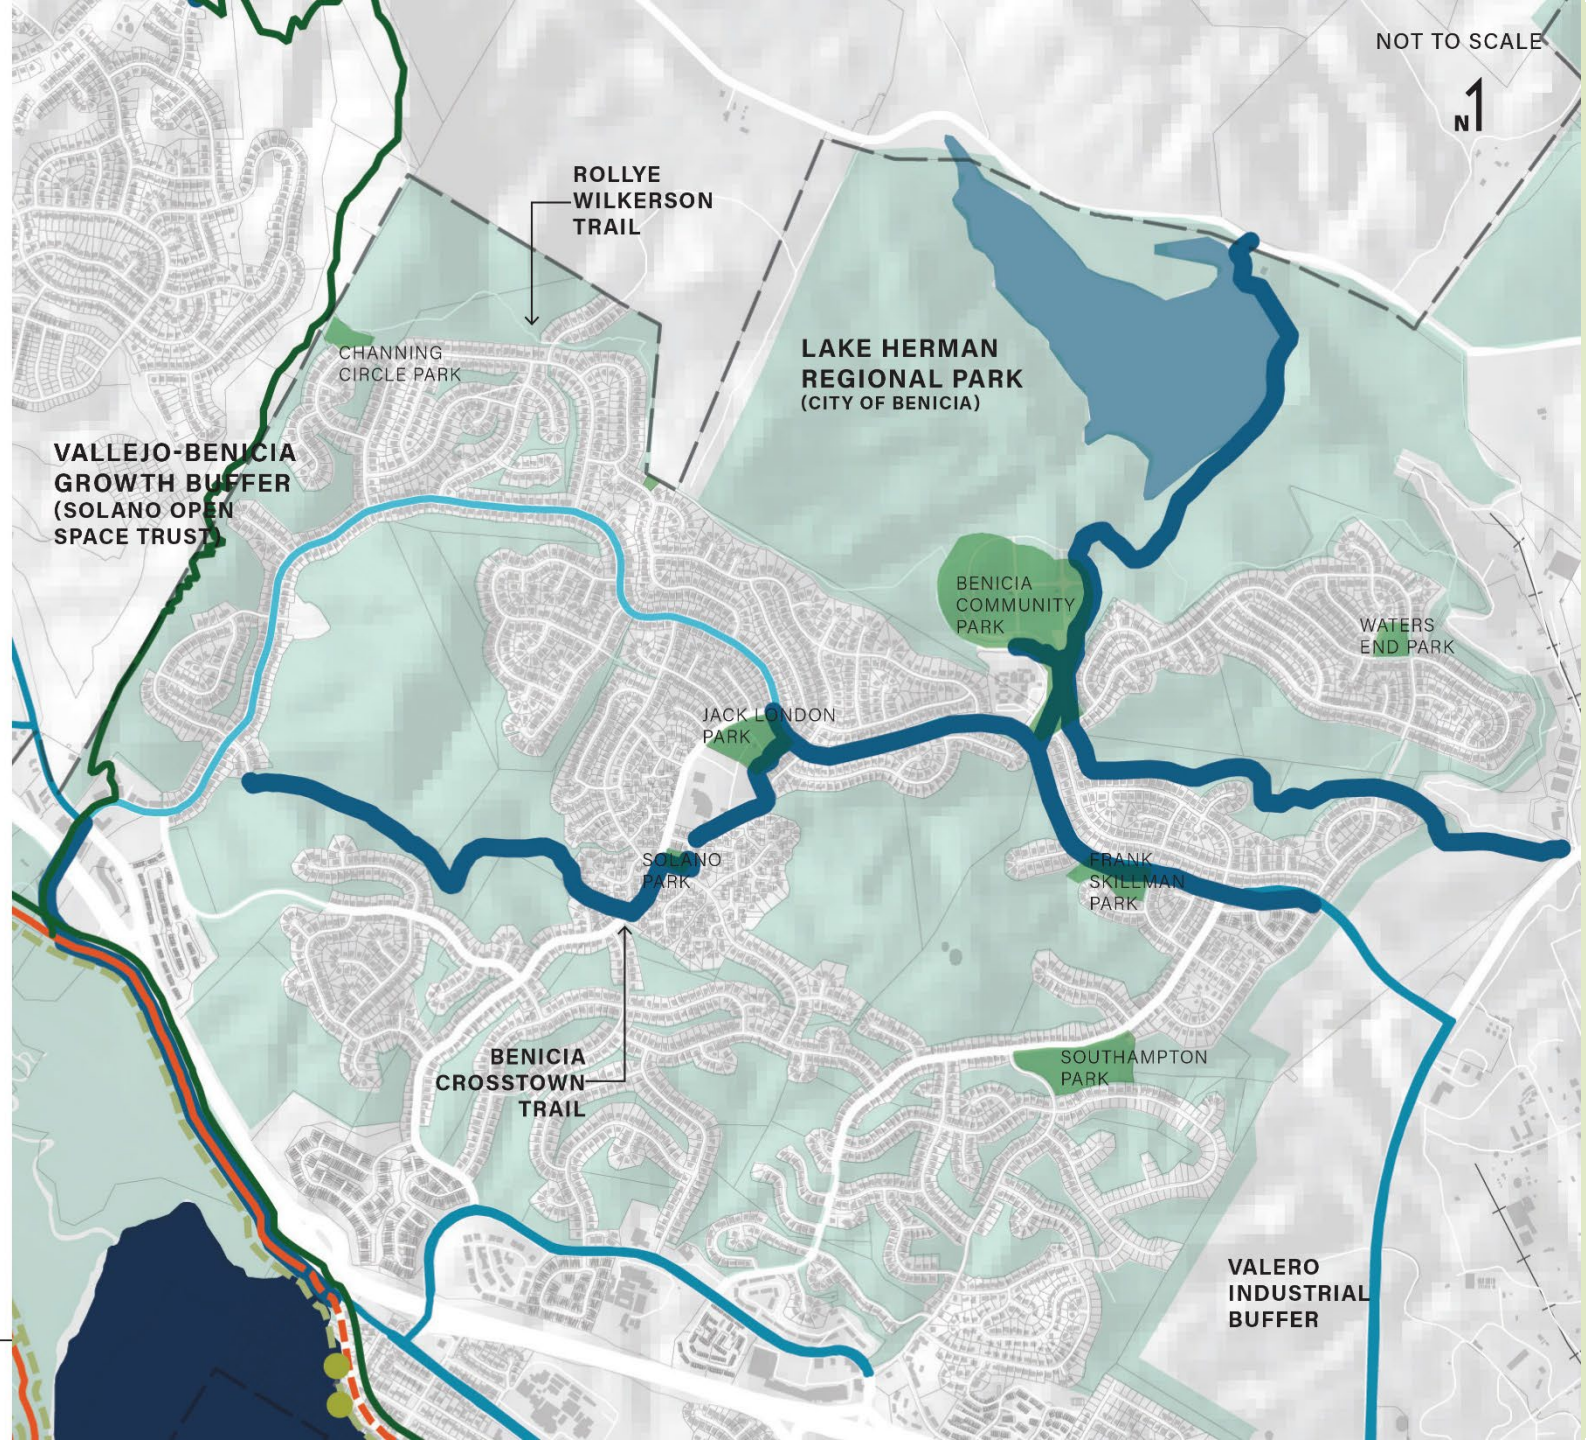 NOT TO SCALE
N
ROLLYE
WILKERSON
TRAIL
CHANNING
CIRCLE PARK
LAKE HERMAN
REGIONAL PARK
(CITY OF BENICIA)
VALLEJO-BENICIA
GROWTH BUFFER
(SOLANO OPEN
SPACE TRUST)
BENICIA
COMMUNITY
PARK
WATERS
END PARK
JACK LONDON
PARK
SOLANO
PARK
FRANK
SKILLMAN
PARK
BENICIA
CROSSTOWN
TRAIL
SOUTHAMPTON
PARK
VALERO
INDUSTRIAL
BUFFER